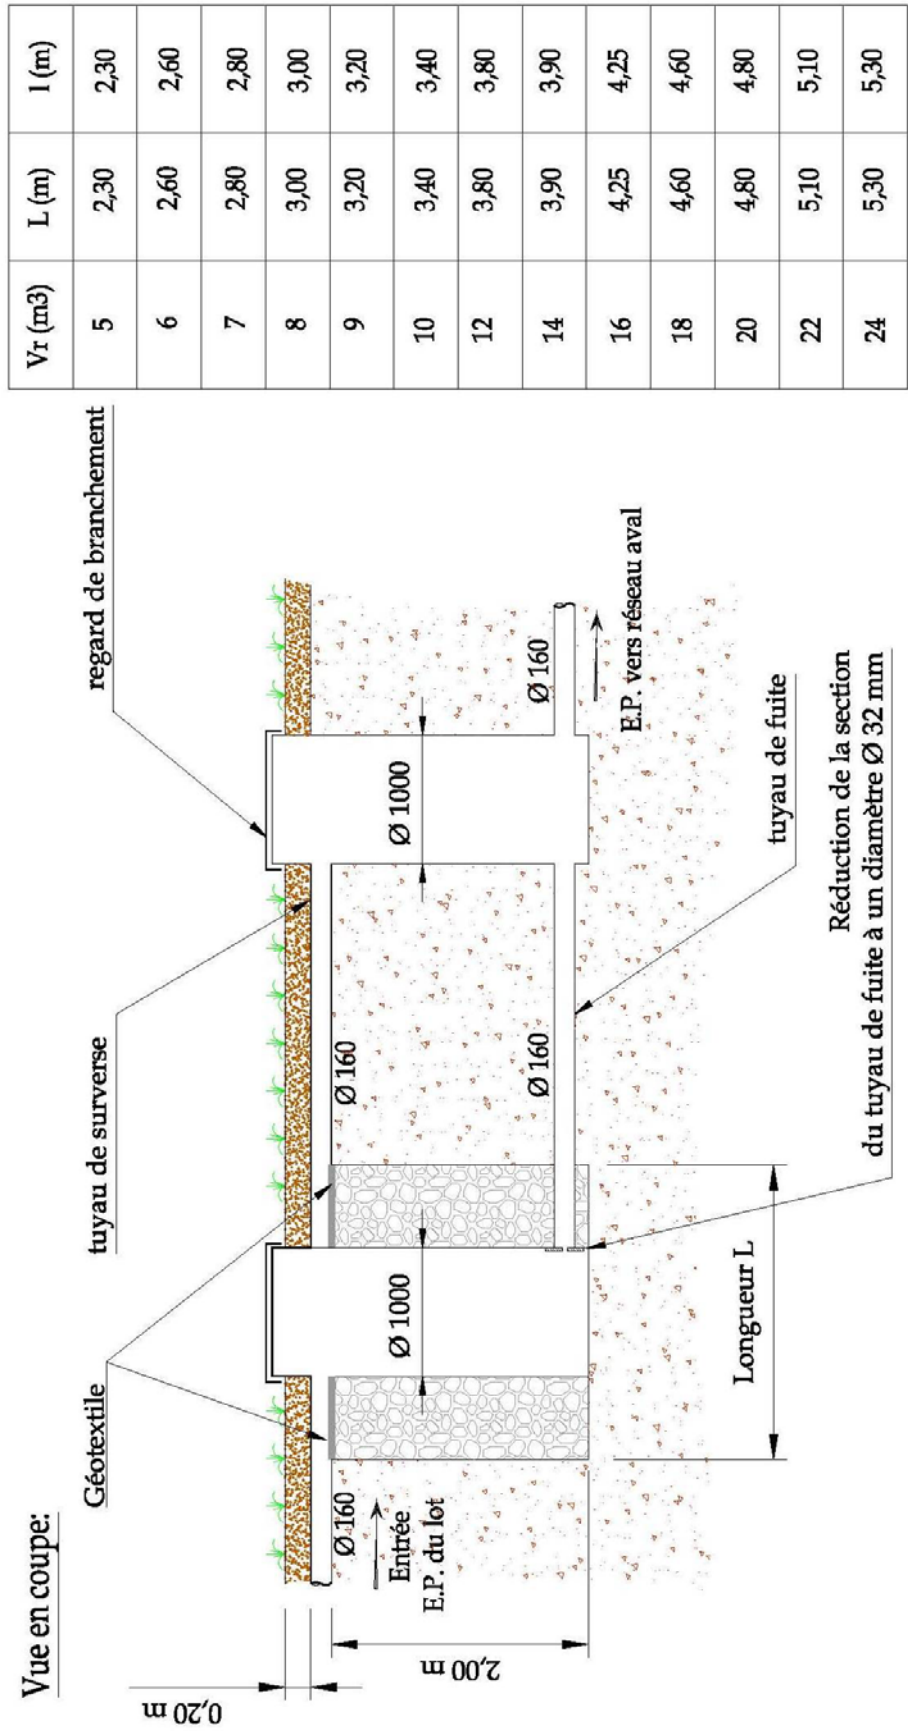 Vue en coupe:
Géotextile
tuyau de surverse
regard de branchement
0,20 m
2,00 m
Ø 160
Entrée
E.P. du lot
Ø 1000
Ø 160
Ø 160
Ø 1000
Ø 160
E.P. vers réseau aval
Longueur L
tuyau de fuite
Réduction de la section
du tuyau de fuite à un diamètre Ø 32 mm
Vr (m3) L (m) l (m)
5 2,30 2,30
6 2,60 2,60
7 2,80 2,80
8 3,00 3,00
9 3,20 3,20
10 3,40 3,40
12 3,80 3,80
14 3,90 3,90
16 4,25 4,25
18 4,60 4,60
20 4,80 4,80
22 5,10 5,10
24 5,30 5,30